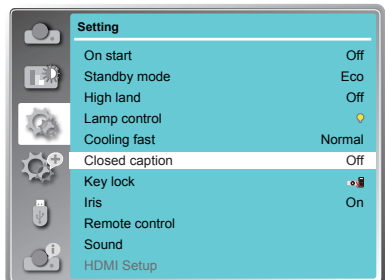 Setting
On start Off
Standby mode Eco
High land Off
Lamp control
Cooling fast Normal
Closed caption Off
Key lock
Iris On
Remote control
Sound
HDMI Setup